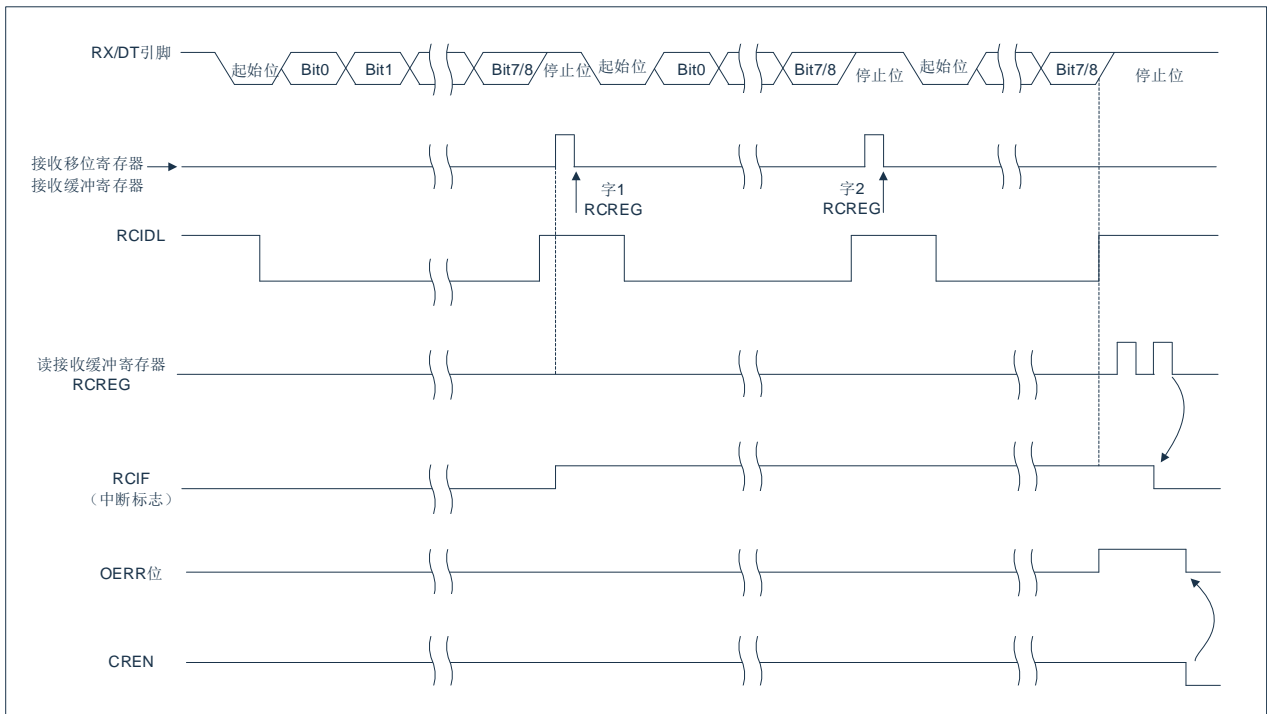 RX/DT引脚
起始位 Bit0 Bit1 Bit7/8 停止位 起始位 Bit0 Bit7/8 停止位 起始位 Bit7/8 停止位
接收移位寄存器
接收缓冲寄存器
字1
RCREG
字2
RCREG
RCIDL
读接收缓冲寄存器
RCREG
RCIF
（中断标志）
OERR位
CREN